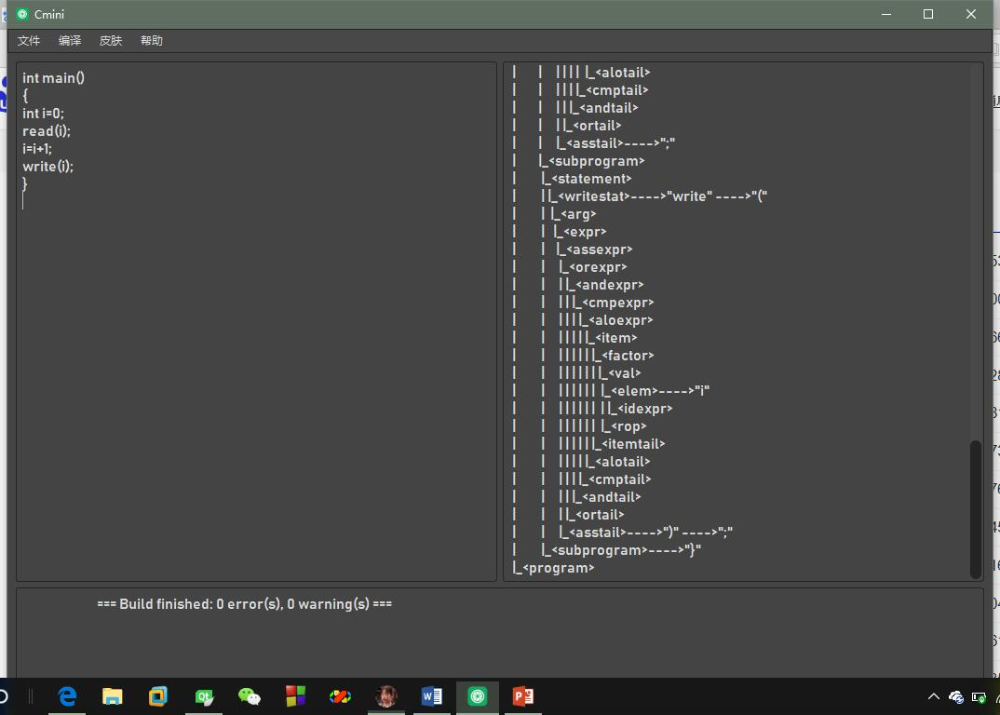 Cmini
文件 编译 皮肤 帮助
int main()
{
int i=0;
read(i);
i=i+1;
write(i);
}
| | |||| |_<alotail>
| | ||||_<cmptail>
| | |||_<andtail>
| | ||_<ortail>
| | |_<asstail>---->";"
| |_<subprogram>
| |_<statement>
| ||_<writestat>---->"write" ---->"("
| | |_<arg>
| | |_<expr>
| | |_<assexpr>
| | |_<orexpr>
| | ||_<andexpr>
| | |||_<cmpexpr>
| | ||||_<aloexpr>
| | |||||_<item>
| | ||||||_<factor>
| | |||||||_<val>
| | |||||| |_<elem>---->"i"
| | |||||| ||_<idexpr>
| | |||||| |_<rop>
| | ||||||_<itemtail>
| | |||||_<alotail>
| | ||||_<cmptail>
| | |||_<andtail>
| | ||_<ortail>
| | |_<asstail>---->")" ---->";"
| |_<subprogram>---->"}"
|_<program>
=== Build finished: 0 error(s), 0 warning(s) ===